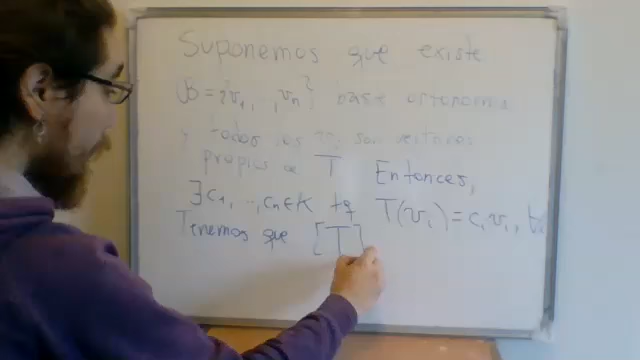 Suponemos que existe
B = {v₁, , vₙ} base ortonorm
y todos los vᵢ son vectores
propios de T Entonces,
∃ c₁, ..., cₙ ∈ K tq T(vᵢ) = cᵢ vᵢ,
Tenemos que [T]